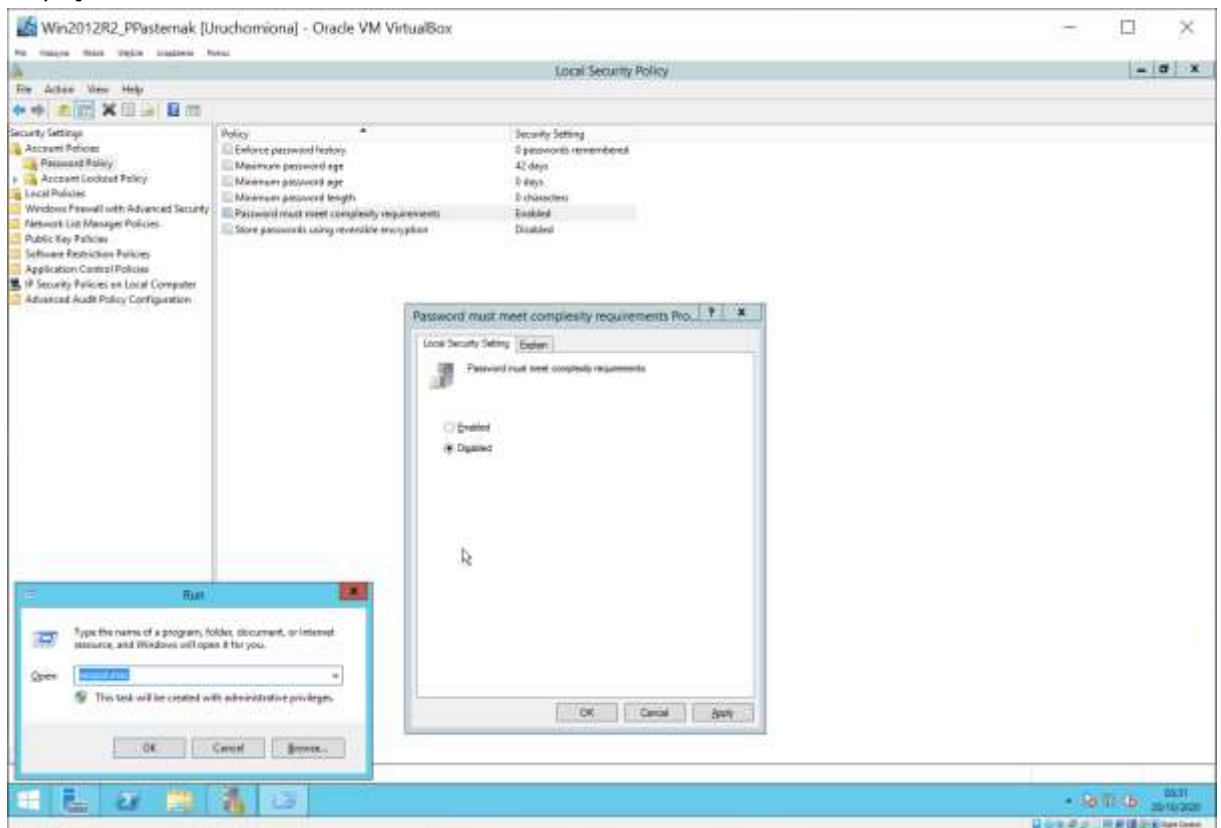 Win2012R2_PPasternak [Uruchomiona] - Oracle VM VirtualBox
Local Security Policy
File Action View Help
Security Settings
Account Policies
Password Policy
Account Lockout Policy
Local Policies
Windows Firewall with Advanced Security
Network List Manager Policies
Public Key Policies
Software Restriction Policies
Application Control Policies
IP Security Policies on Local Computer
Advanced Audit Policy Configuration
Policy Security Setting
Enforce password history 0 passwords remembered
Maximum password age 42 days
Minimum password age 0 days
Minimum password length 0 characters
Password must meet complexity requirements Enabled
Store passwords using reversible encryption Disabled
Password must meet complexity requirements Pro... ?
Local Security Setting Explain
Password must meet complexity requirements
Enabled
Disabled
OK Cancel Apply
Run
Type the name of a program, folder, document, or Internet
resource, and Windows will open it for you.
Open:
This task will be created with administrative privileges.
OK Cancel Browse...